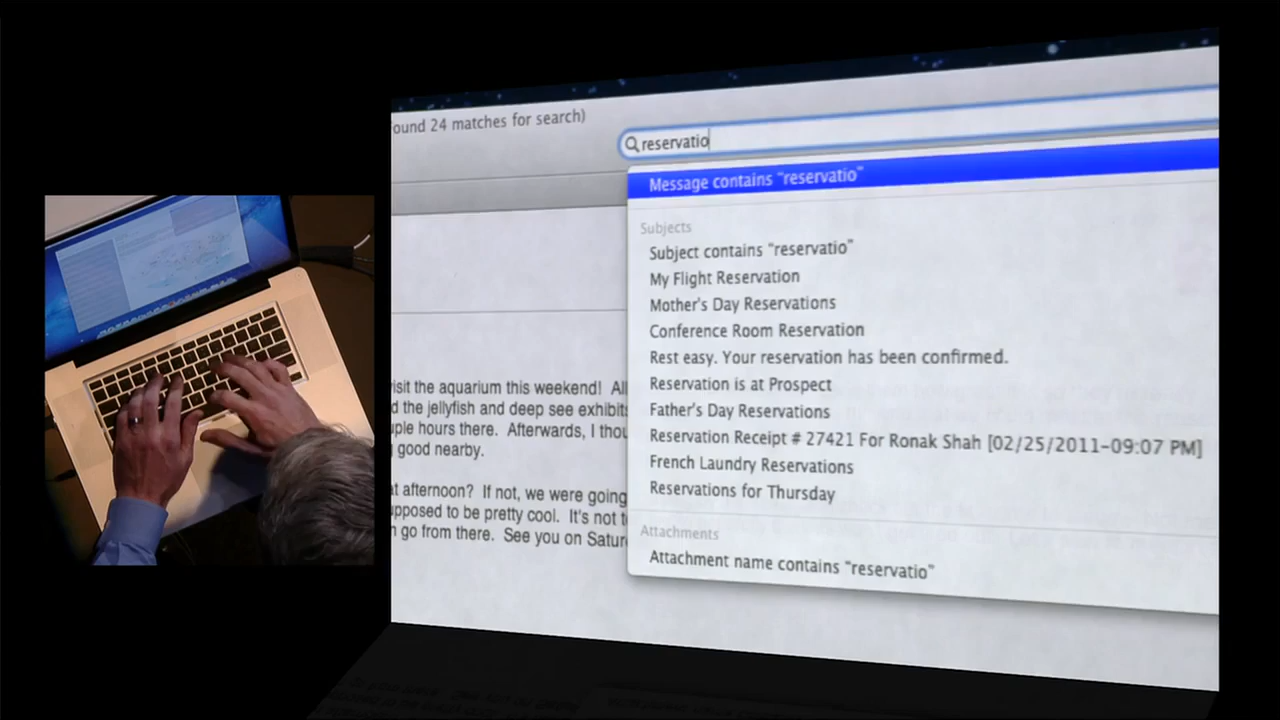 ound 24 matches for search)
reservatio
Message contains "reservatio"
Subjects
Subject contains "reservatio"
My Flight Reservation
Mother's Day Reservations
Conference Room Reservation
Rest easy. Your reservation has been confirmed.
Reservation is at Prospect
Father's Day Reservations
Reservation Receipt # 27421 For Ronak Shah [02/25/2011-09:07 PM]
French Laundry Reservations
Reservations for Thursday
Attachments
Attachment name contains "reservatio"
visit the aquarium this weekend! All
d the jellyfish and deep see exhibits
uple hours there. Afterwards, I thou
good nearby.
at afternoon? If not, we were going
upposed to be pretty cool. It's not t
n go from there. See you on Satur